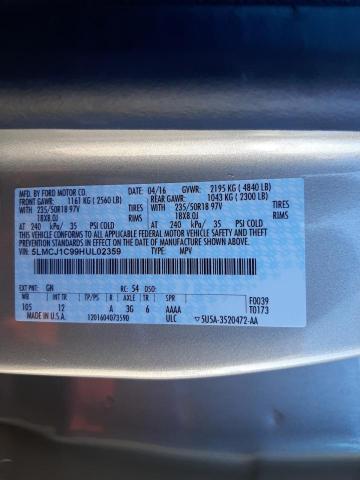 MFD. BY FORD MOTOR CO.
04/16 GVWR: 2195 KG ( 4840 LB)
FRONT GAWR: 1161 KG ( 2560 LB) REAR GAWR: 1043 KG ( 2300 LB)
WITH 235/50R18 97V TIRES WITH 235/50R18 97V TIRES
18X8.0J RIMS 18X8.0J RIMS
AT 240 kPa/ 35 PSI COLD AT 240 kPa/ 35 PSI COLD
THIS VEHICLE CONFORMS TO ALL APPLICABLE FEDERAL MOTOR VEHICLE
SAFETY, BUMPER, AND THEFT PREVENTION STANDARDS IN EFFECT ON THE DATE OF
MANUFACTURE SHOWN ABOVE.
VIN: 5LMCJ1C99HUL02359 TYPE: MPV
EXT PNT: GN RC: 54 DSO: F0039
WB INT TR TP/PS R AXLE TR SPR T0173
105 12 A 3G 6 AAAA
MADE IN U.S.A. 1201604073590 ULC 5U5A-3520472-AA